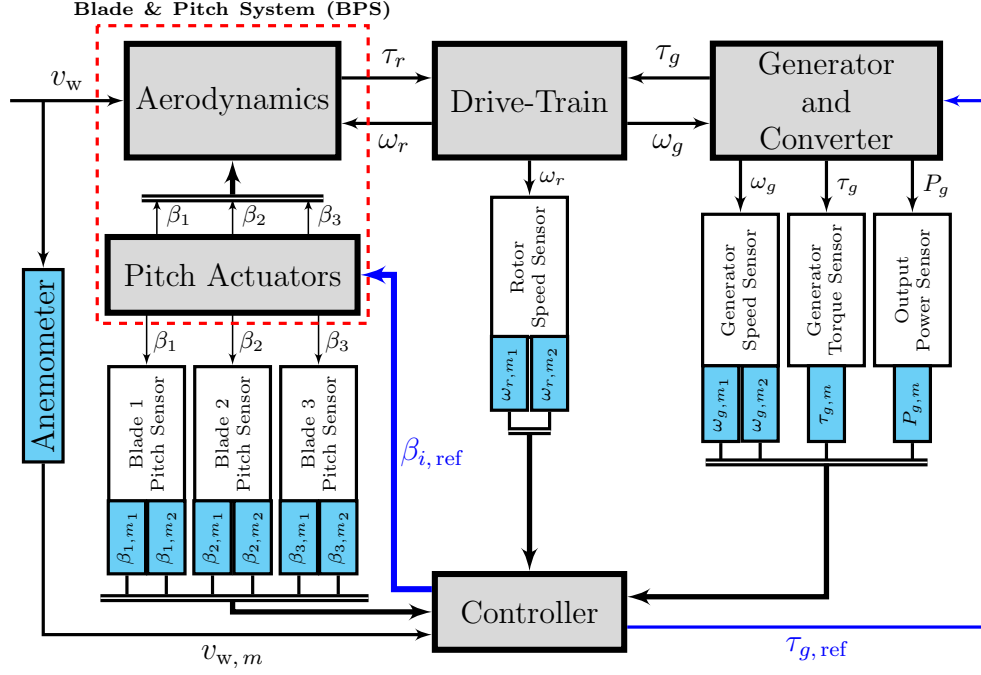 Blade & Pitch System (BPS)
v_w
Aerodynamics
τ_r
ω_r
Drive-Train
τ_g
ω_g
Generator
and
Converter
β_1
β_2
β_3
Pitch Actuators
ω_r
ω_g
τ_g
P_g
Rotor
Speed Sensor
Generator
Speed Sensor
Generator
Torque Sensor
Output
Power Sensor
β_1
β_2
β_3
Anemometer
Blade 1
Pitch Sensor
Blade 2
Pitch Sensor
Blade 3
Pitch Sensor
ω_{r,m_1}
ω_{r,m_2}
ω_{g,m_1}
ω_{g,m_2}
τ_{g,m}
P_{g,m}
β_{i,ref}
β_{1,m_1}
β_{1,m_2}
β_{2,m_1}
β_{2,m_2}
β_{3,m_1}
β_{3,m_2}
Controller
v_{w,m}
τ_{g,ref}